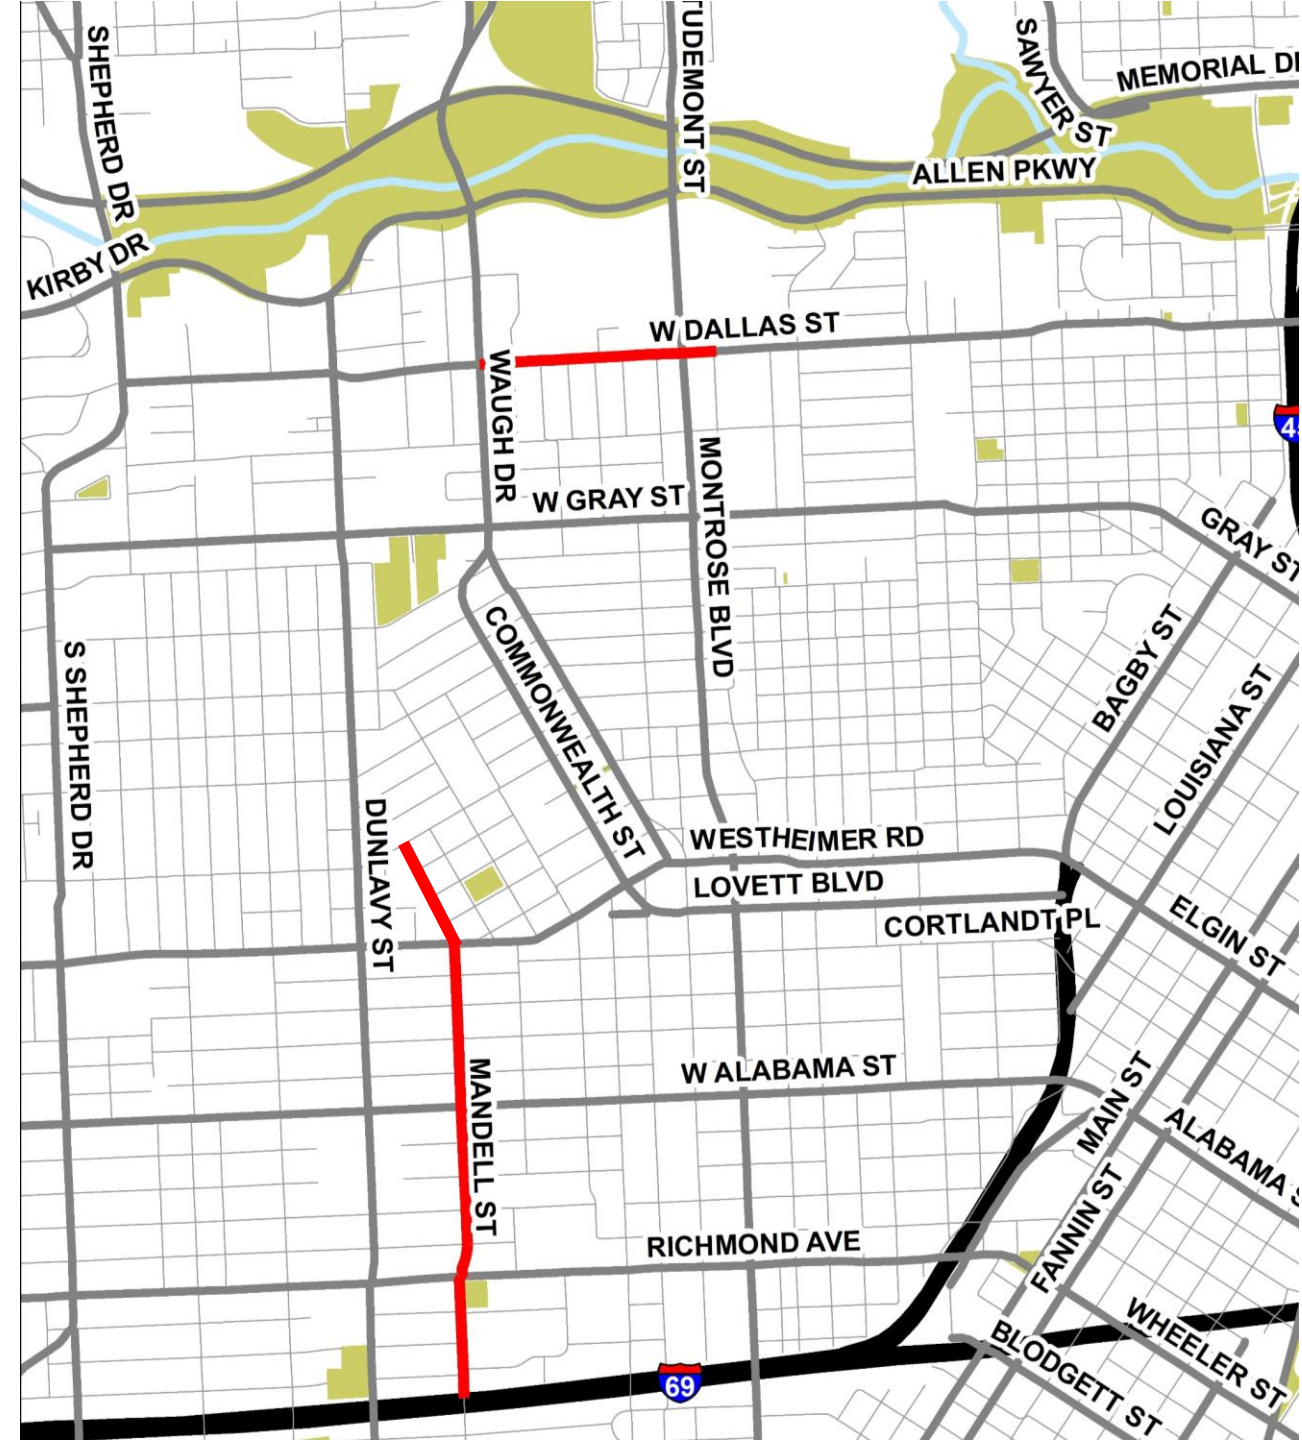 SHEPHERD DR
TUDEMONT ST
SAWYER ST
MEMORIAL D
ALLEN PKWY
KIRBY DR
W DALLAS ST
WAUGH DR
45
MONTROSE BLVD
W GRAY ST
GRAY ST
COMMONWEALTH ST
BAGBY ST
S SHEPHERD DR
LOUISIANA ST
DUNLAVY ST
WESTHEIMER RD
LOVETT BLVD
CORTLANDT PL
ELGIN ST
MANDELL ST
W ALABAMA ST
MAIN ST
ALABAMA S
FANNIN ST
RICHMOND AVE
WHEELER ST
BLODGETT ST
69